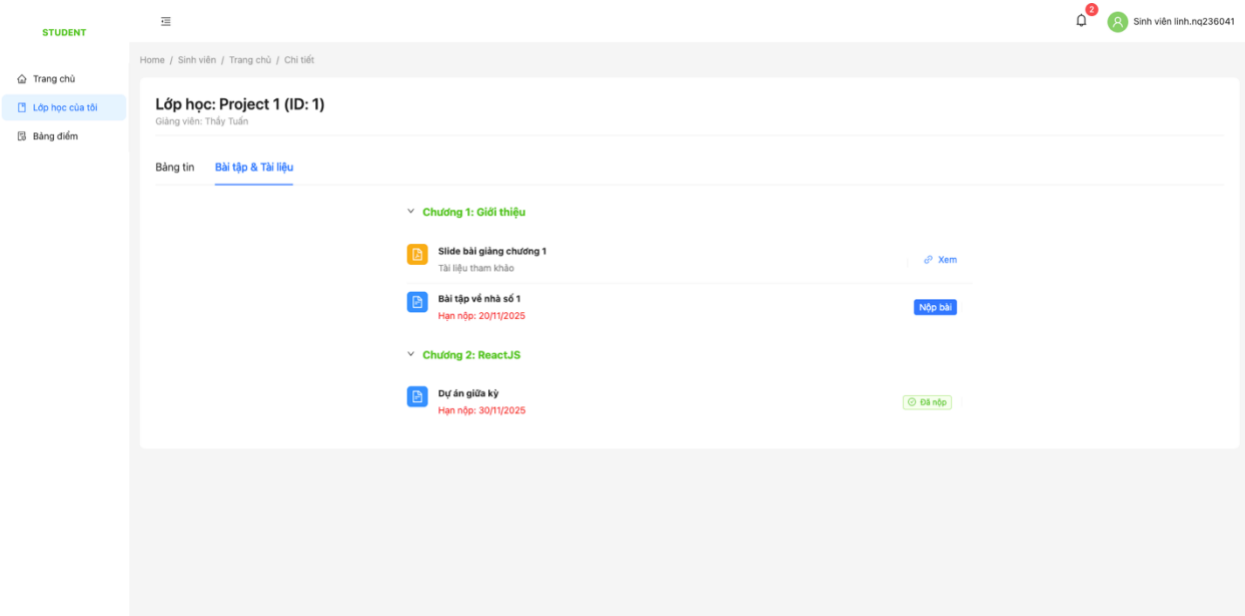 STUDENT
2
Sinh viên linh.nq236041
Home / Sinh viên / Trang chủ / Chi tiết
Trang chủ
Lớp học của tôi
Bảng điểm
Lớp học: Project 1 (ID: 1)
Giảng viên: Thầy Tuấn
Bảng tin
Bài tập & Tài liệu
Chương 1: Giới thiệu
Slide bài giảng chương 1
Tài liệu tham khảo
Xem
Bài tập về nhà số 1
Hạn nộp: 20/11/2025
Nộp bài
Chương 2: ReactJS
Dự án giữa kỳ
Hạn nộp: 30/11/2025
Đã nộp